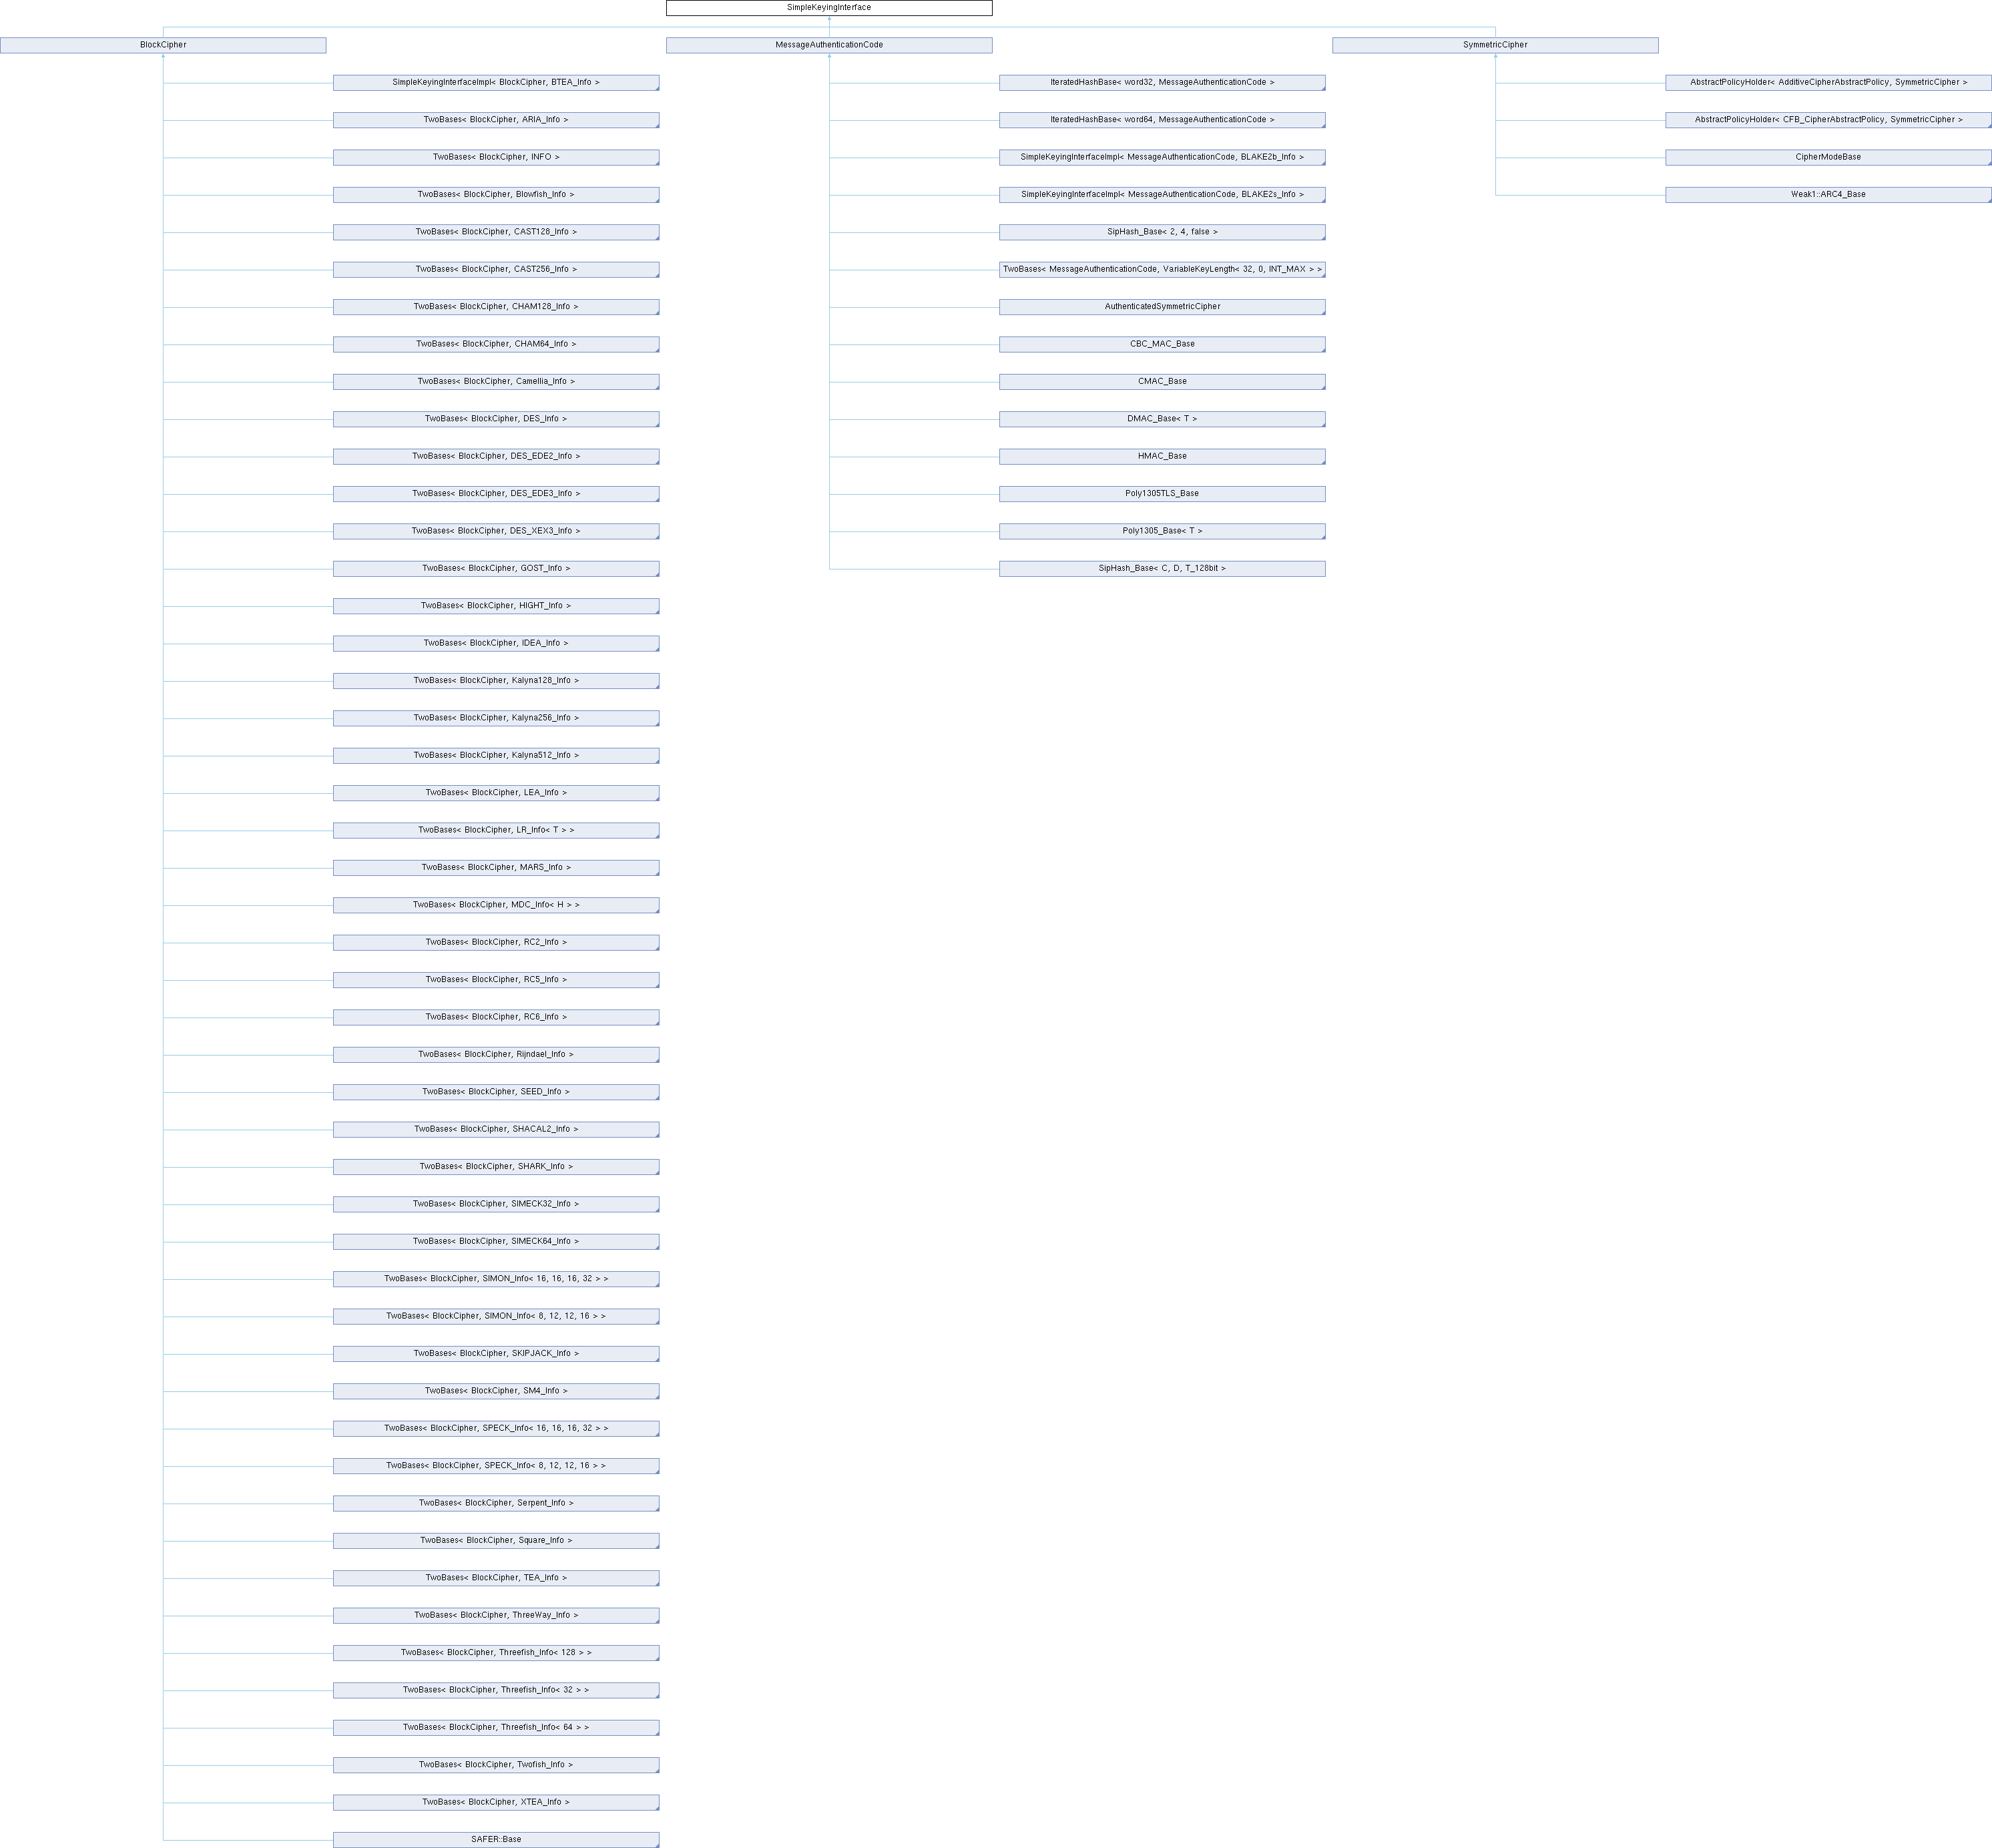 SimpleKeyingInterface
BlockCipher
MessageAuthenticationCode
SymmetricCipher
SimpleKeyingInterfaceImpl< BlockCipher, BTEA_Info >
IteratedHashBase< word32, MessageAuthenticationCode >
AbstractPolicyHolder< AdditiveCipherAbstractPolicy, SymmetricCipher >
TwoBases< BlockCipher, ARIA_Info >
IteratedHashBase< word64, MessageAuthenticationCode >
AbstractPolicyHolder< CFB_CipherAbstractPolicy, SymmetricCipher >
TwoBases< BlockCipher, INFO >
SimpleKeyingInterfaceImpl< MessageAuthenticationCode, BLAKE2b_Info >
CipherModeBase
TwoBases< BlockCipher, Blowfish_Info >
SimpleKeyingInterfaceImpl< MessageAuthenticationCode, BLAKE2s_Info >
Weak1::ARC4_Base
TwoBases< BlockCipher, CAST128_Info >
SipHash_Base< 2, 4, false >
TwoBases< BlockCipher, CAST256_Info >
TwoBases< MessageAuthenticationCode, VariableKeyLength< 32, 0, INT_MAX > >
TwoBases< BlockCipher, CHAM128_Info >
AuthenticatedSymmetricCipher
TwoBases< BlockCipher, CHAM64_Info >
CBC_MAC_Base
TwoBases< BlockCipher, Camellia_Info >
CMAC_Base
TwoBases< BlockCipher, DES_Info >
DMAC_Base< T >
TwoBases< BlockCipher, DES_EDE2_Info >
HMAC_Base
TwoBases< BlockCipher, DES_EDE3_Info >
Poly1305TLS_Base
TwoBases< BlockCipher, DES_XEX3_Info >
Poly1305_Base< T >
TwoBases< BlockCipher, GOST_Info >
SipHash_Base< C, D, T_128bit >
TwoBases< BlockCipher, HIGHT_Info >
TwoBases< BlockCipher, IDEA_Info >
TwoBases< BlockCipher, Kalyna128_Info >
TwoBases< BlockCipher, Kalyna256_Info >
TwoBases< BlockCipher, Kalyna512_Info >
TwoBases< BlockCipher, LEA_Info >
TwoBases< BlockCipher, LR_Info< T > >
TwoBases< BlockCipher, MARS_Info >
TwoBases< BlockCipher, MDC_Info< H > >
TwoBases< BlockCipher, RC2_Info >
TwoBases< BlockCipher, RC5_Info >
TwoBases< BlockCipher, RC6_Info >
TwoBases< BlockCipher, Rijndael_Info >
TwoBases< BlockCipher, SEED_Info >
TwoBases< BlockCipher, SHACAL2_Info >
TwoBases< BlockCipher, SHARK_Info >
TwoBases< BlockCipher, SIMECK32_Info >
TwoBases< BlockCipher, SIMECK64_Info >
TwoBases< BlockCipher, SIMON_Info< 16, 16, 16, 32 > >
TwoBases< BlockCipher, SIMON_Info< 8, 12, 12, 16 > >
TwoBases< BlockCipher, SKIPJACK_Info >
TwoBases< BlockCipher, SM4_Info >
TwoBases< BlockCipher, SPECK_Info< 16, 16, 16, 32 > >
TwoBases< BlockCipher, SPECK_Info< 8, 12, 12, 16 > >
TwoBases< BlockCipher, Serpent_Info >
TwoBases< BlockCipher, Square_Info >
TwoBases< BlockCipher, TEA_Info >
TwoBases< BlockCipher, ThreeWay_Info >
TwoBases< BlockCipher, Threefish_Info< 128 > >
TwoBases< BlockCipher, Threefish_Info< 32 > >
TwoBases< BlockCipher, Threefish_Info< 64 > >
TwoBases< BlockCipher, Twofish_Info >
TwoBases< BlockCipher, XTEA_Info >
SAFER::Base